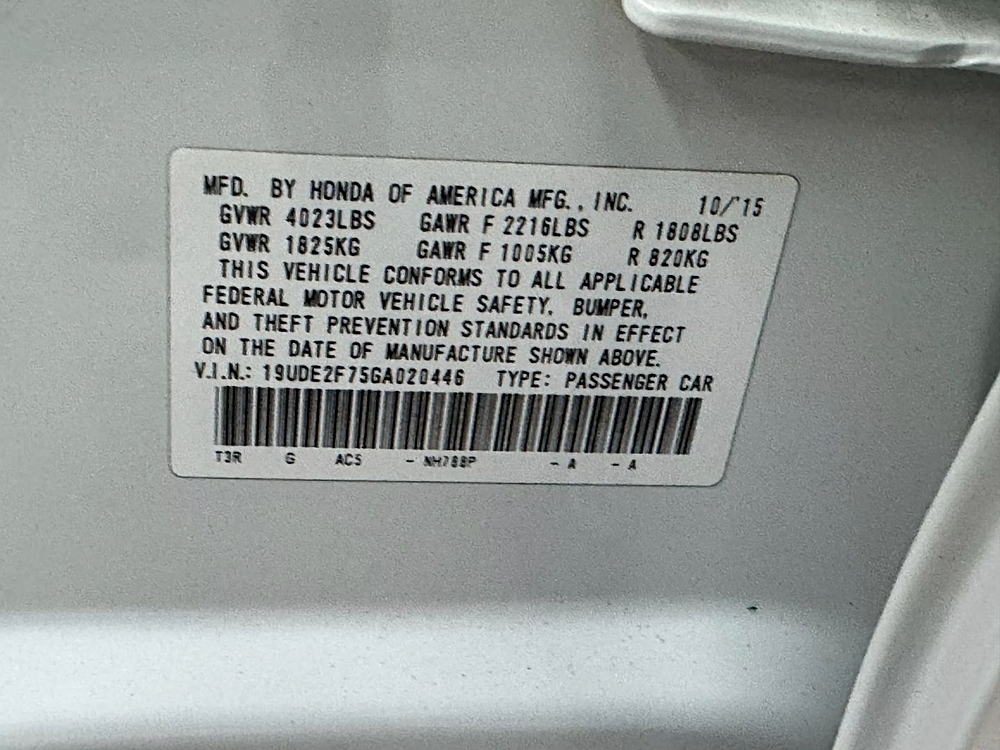 MFD. BY HONDA OF AMERICA MFG., INC. 10/'15
GVWR 4023LBS GAWR F 2216LBS R 1808LBS
GVWR 1825KG GAWR F 1005KG R 820KG
THIS VEHICLE CONFORMS TO ALL APPLICABLE
FEDERAL MOTOR VEHICLE SAFETY, BUMPER,
AND THEFT PREVENTION STANDARDS IN EFFECT
ON THE DATE OF MANUFACTURE SHOWN ABOVE.
V.I.N.: 19UDE2F75GA020446 TYPE: PASSENGER CAR
T3R G AC5 - NH788P - A - A